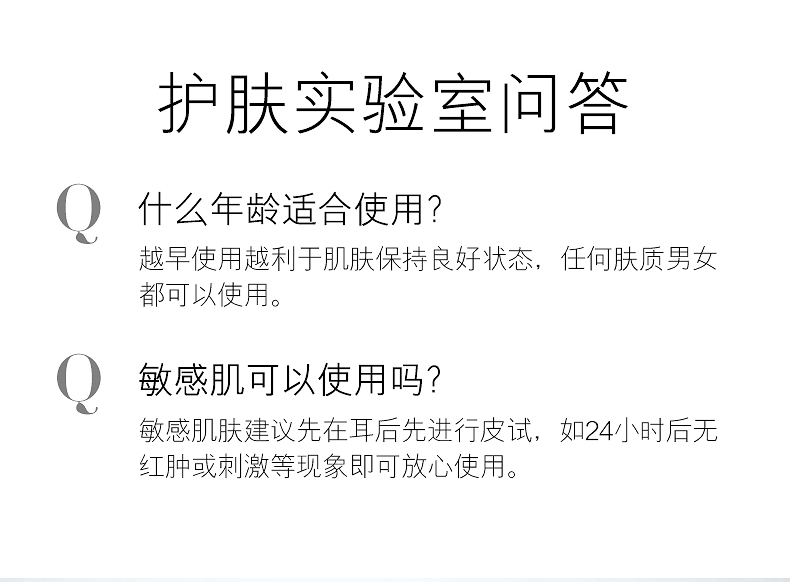 护肤实验室问答
Q 什么年龄适合使用?
越早使用越利于肌肤保持良好状态，任何肤质男女
都可以使用。
Q 敏感肌可以使用吗?
敏感肌肤建议先在耳后先进行皮试，如24小时后无
红肿或刺激等现象即可放心使用。